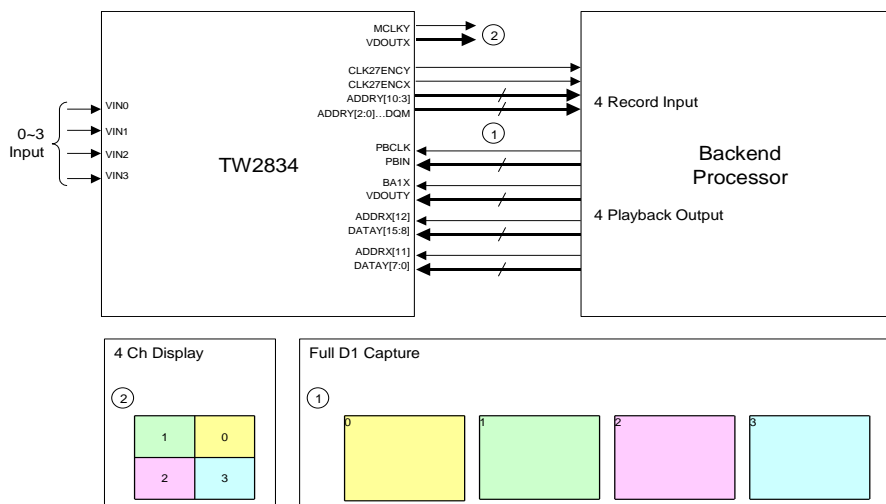 MCLKY
VDOUTX
2
CLK27ENCY
CLK27ENCX
ADDRY[10:3]
ADDRY[2:0]...DQM
4 Record Input
0~3
Input
VIN0
VIN1
VIN2
VIN3
TW2834
1
PBCLK
PBIN
BA1X
VDOUTY
ADDRX[12]
DATAY[15:8]
ADDRX[11]
DATAY[7:0]
Backend
Processor
4 Playback Output
4 Ch Display
2
1 0
2 3
Full D1 Capture
1
0 1 2 3